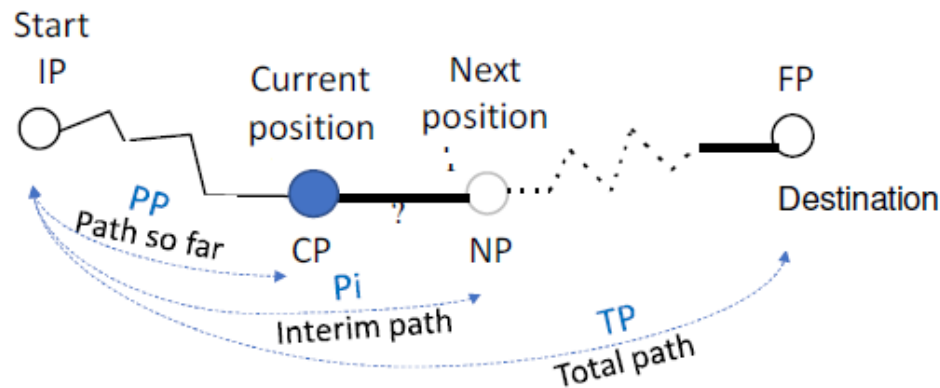 Start
IP
Current
position
Next
position
FP
?
PP
Path so far
CP
NP
Destination
Pi
Interim path
TP
Total path